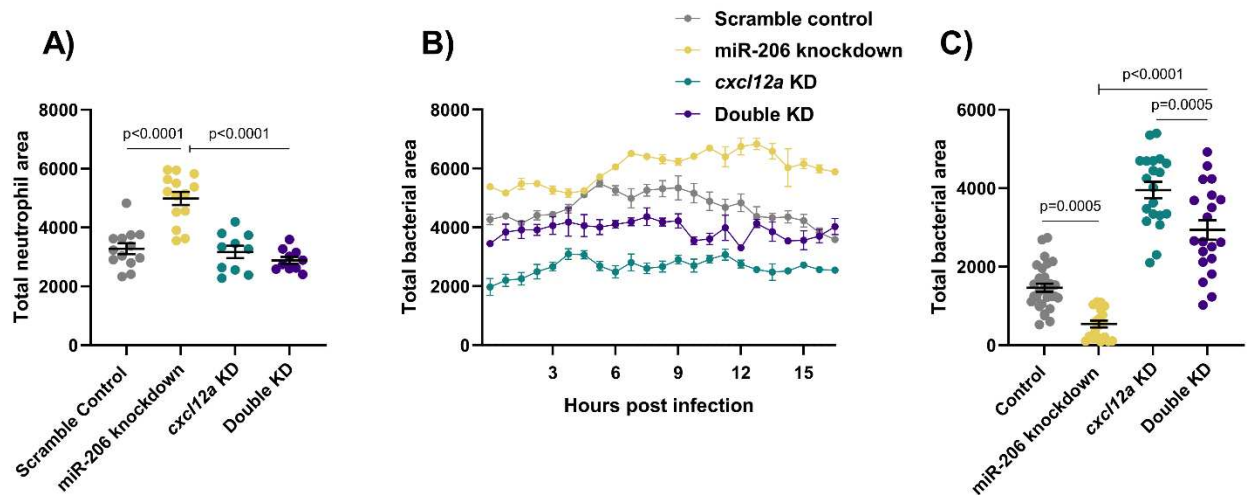 A)
Total neutrophil area
8000
6000
4000
2000
0
p<0.0001
p<0.0001
Scramble Control
miR-206 knockdown
cxcl12a KD
Double KD
B)
Scramble control
miR-206 knockdown
cxcl12a KD
Double KD
Total bacterial area
8000
6000
4000
2000
0
3
6
9
12
15
Hours post infection
C)
Total bacterial area
6000
4000
2000
0
p<0.0001
p=0.0005
p=0.0005
Control
miR-206 knockdown
cxcl12a KD
Double KD